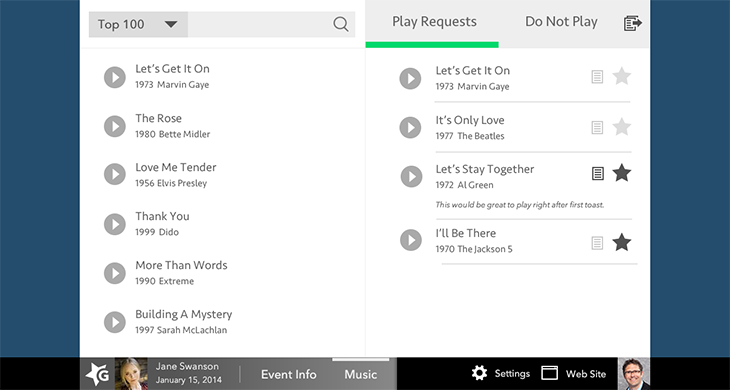 Top 100
Let's Get It On
1973 Marvin Gaye
The Rose
1980 Bette Midler
Love Me Tender
1956 Elvis Presley
Thank You
1999 Dido
More Than Words
1990 Extreme
Building A Mystery
1997 Sarah McLachlan
Play Requests Do Not Play
Let's Get It On
1973 Marvin Gaye
It's Only Love
1977 The Beatles
Let's Stay Together
1972 Al Green
This would be great to play right after first toast.
I'll Be There
1970 The Jackson 5
G
Jane Swanson
January 15, 2014
Event Info
Music
Settings
Web Site